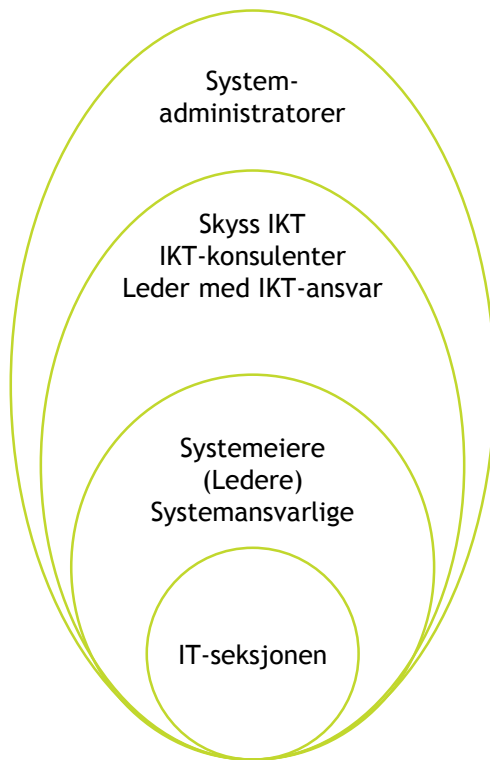 System-
administratorer
Skyss IKT
IKT-konsulenter
Leder med IKT-ansvar
Systemeiere
(Ledere)
Systemansvarlige
IT-seksjonen